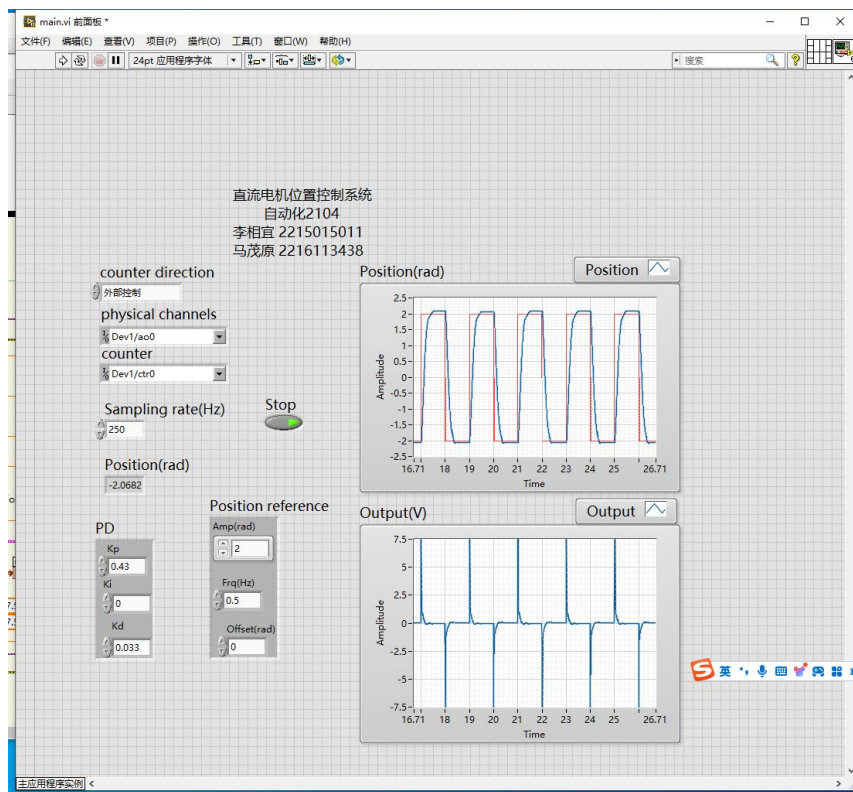 main.vi 前面板 *
文件(F) 编辑(E) 查看(V) 项目(P) 操作(O) 工具(T) 窗口(W) 帮助(H)
24pt 应用程序字体
搜索
直流电机位置控制系统
自动化2104
李相宜 2215015011
马茂原 2216113438
counter direction
外部控制
physical channels
Dev1/ao0
counter
Dev1/ctr0
Sampling rate(Hz)
250
Stop
Position(rad)
-2.0682
PD
Kp
0.43
Ki
0
Kd
0.033
Position reference
Amp(rad)
2
Frq(Hz)
0.5
Offset(rad)
0
Position(rad)
Position
Amplitude
2.5
2
1.5
1
0.5
0
-0.5
-1
-1.5
-2
-2.5
16.71 18 19 20 21 22 23 24 25 26.71
Time
Output(V)
Output
Amplitude
7.5
5
2.5
0
-2.5
-5
-7.5
16.71 18 19 20 21 22 23 24 25 26.71
Time
英
主应用程序实例